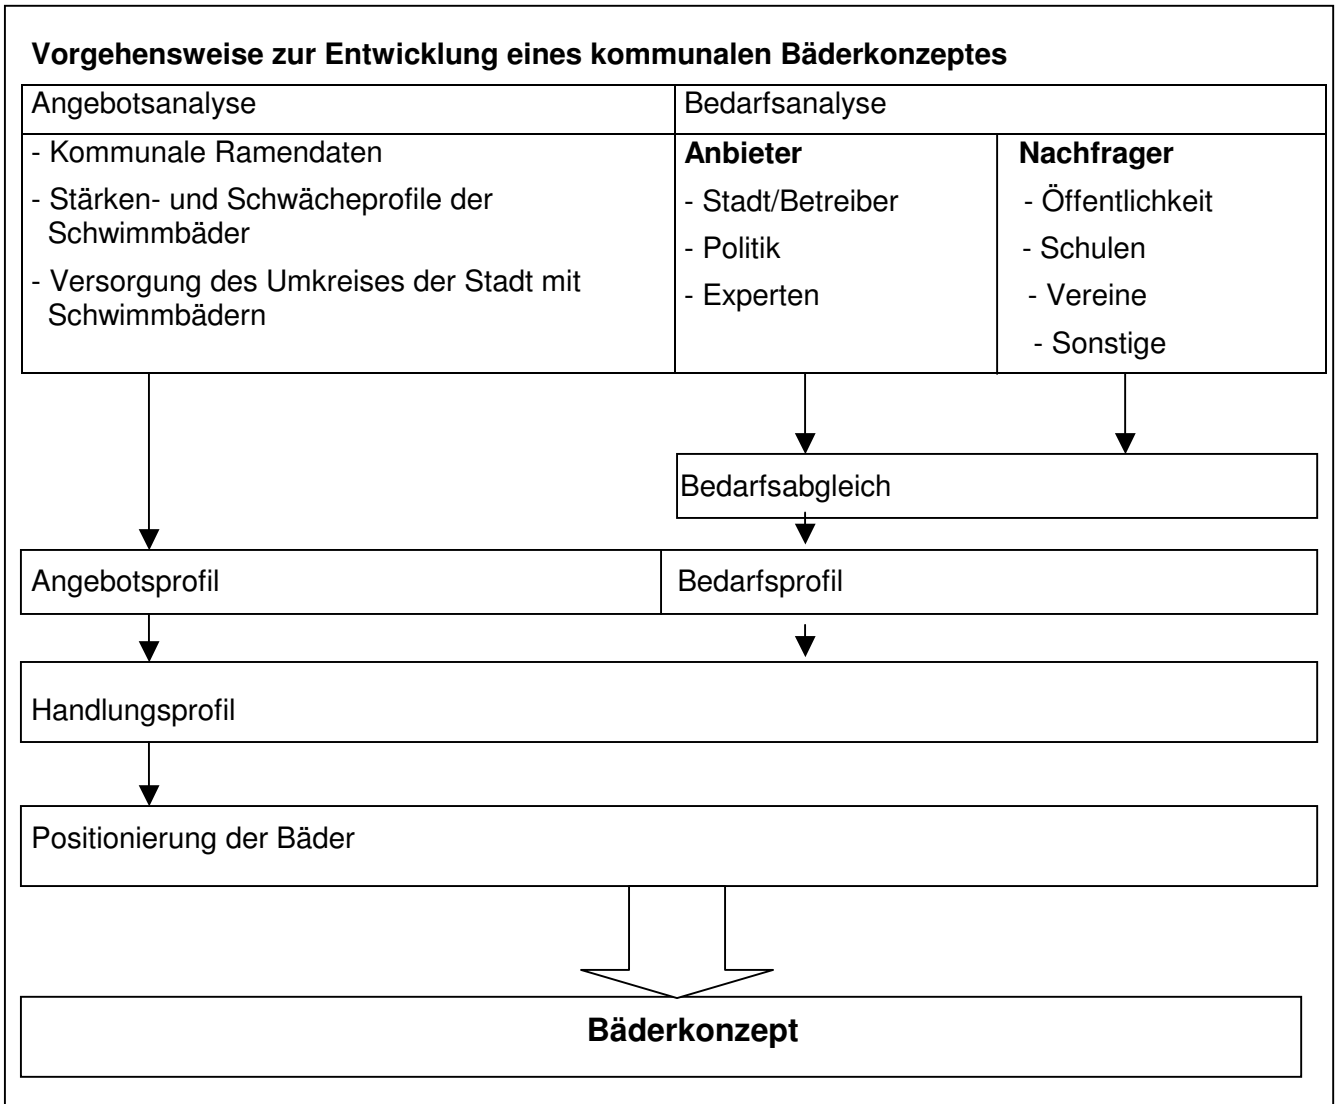 Vorgehensweise zur Entwicklung eines kommunalen Bäderkonzeptes
Angebotsanalyse
Bedarfsanalyse
- Kommunale Ramendaten
- Stärken- und Schwächeprofile der
Schwimmbäder
- Versorgung des Umkreises der Stadt mit
Schwimmbädern
Anbieter
- Stadt/Betreiber
- Politik
- Experten
Nachfrager
- Öffentlichkeit
- Schulen
- Vereine
- Sonstige
Bedarfsabgleich
Angebotsprofil
Bedarfsprofil
Handlungsprofil
Positionierung der Bäder
Bäderkonzept